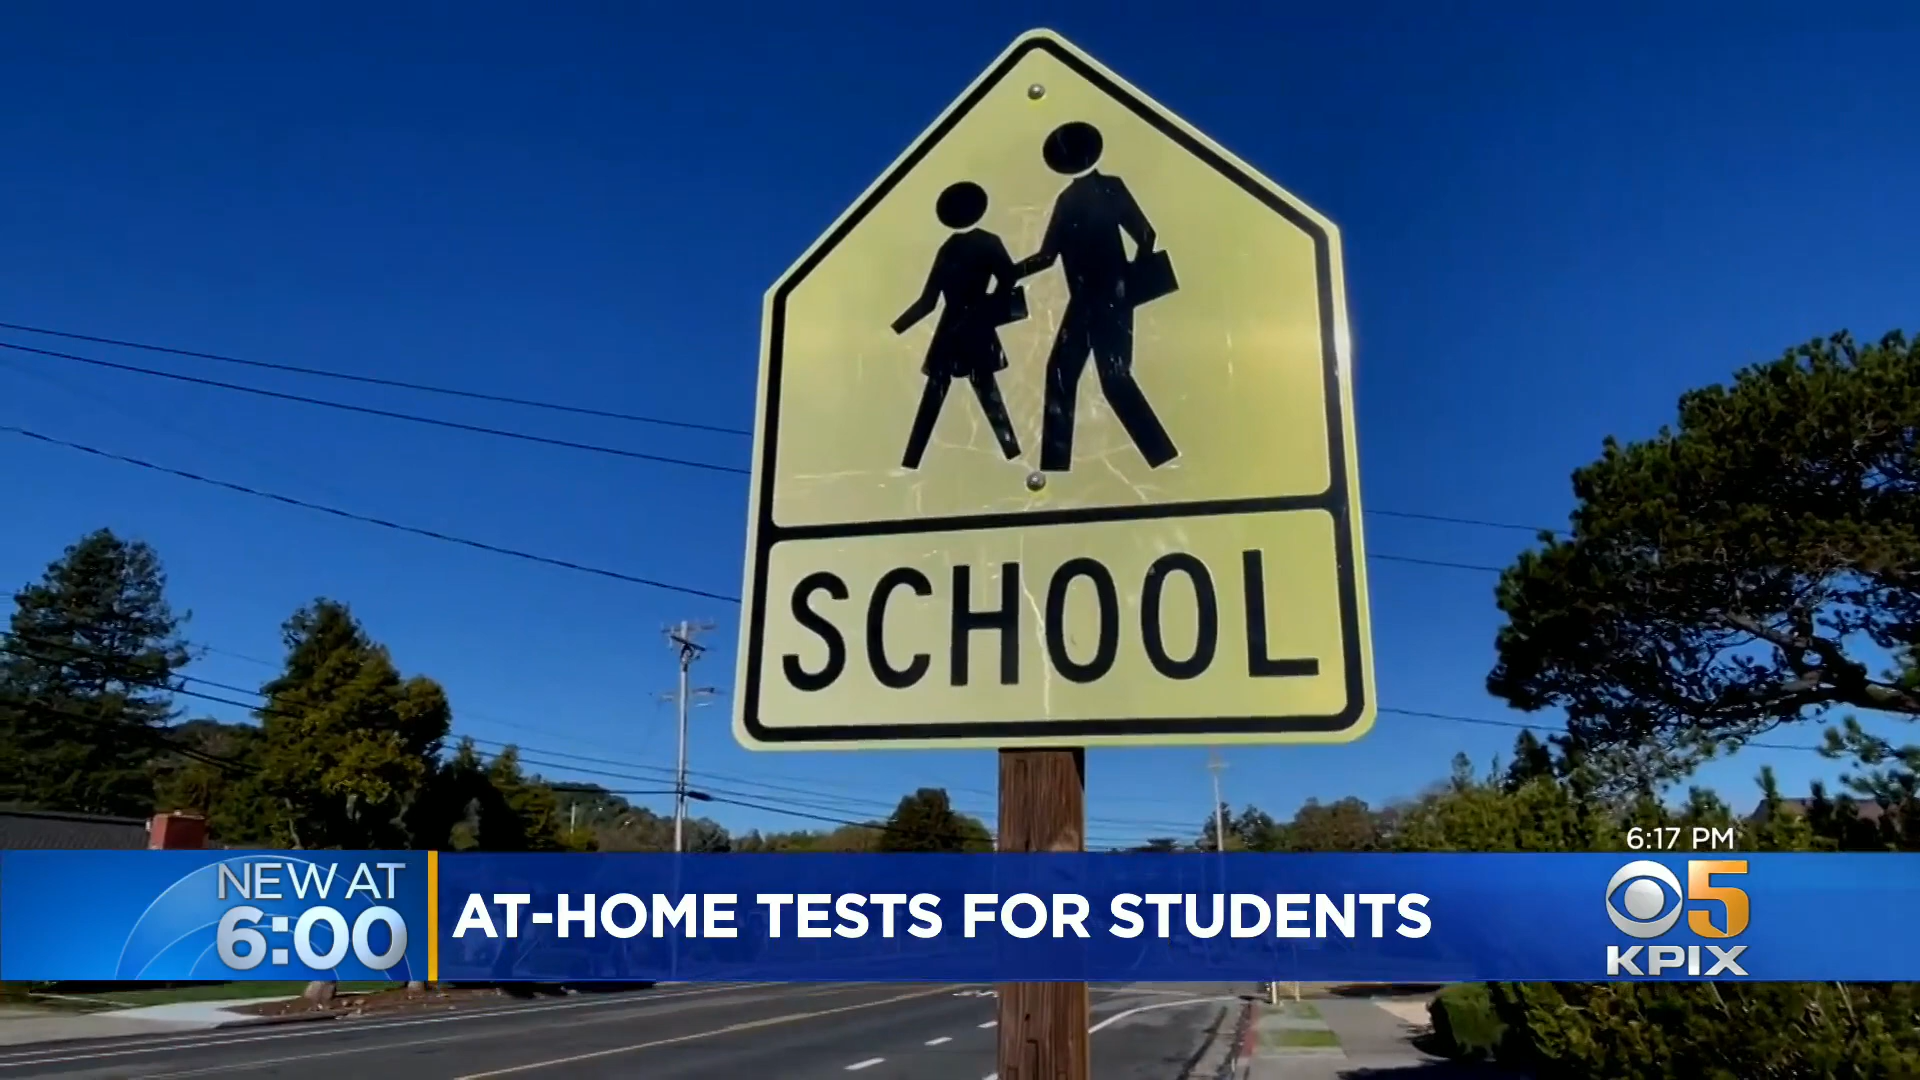 SCHOOL
6:17 PM
NEW AT
6:00
AT-HOME TESTS FOR STUDENTS
5
KPIX